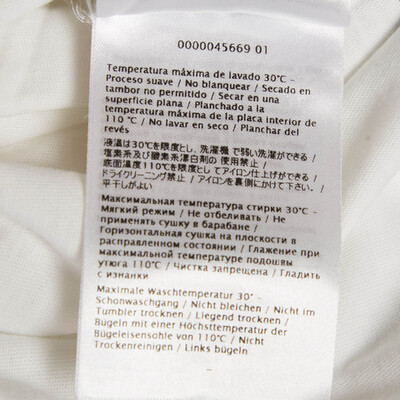 0000045669 01
Temperatura máxima de lavado 30°C -
Proceso suave / No blanquear / Secado en
tambor no permitido / Secar en una
superficie plana / Planchado a la
temperatura máxima de la placa interior de
110 °C / No lavar en seco / Planchar del
revés
液温は30℃を限度とし、洗濯機で弱い洗濯ができる /
塩素系及び酸素系漂白剤の使用禁止 /
底面温度110℃を限度としてアイロン仕上げができる /
ドライクリーニング禁止 / アイロンを裏側にかけて下さい。 /
平干しがよい
Максимальная температура стирки 30°C -
Мягкий режим / Не отбеливать / Не
применять сушку в барабане /
Горизонтальная сушка на плоскости в
расправленном состоянии / Глажение при
максимальной температуре подошвы
утюга 110°C / Чистка запрещена / Гладить
с изнанки
Maximale Waschtemperatur 30° -
Schonwaschgang / Nicht bleichen / Nicht im
Tumbler trocknen / Liegend trocknen /
Bügeln mit einer Höchsttemperatur der
Bügeleisensohle von 110°C / Nicht
Trockenreinigen / Links bügeln